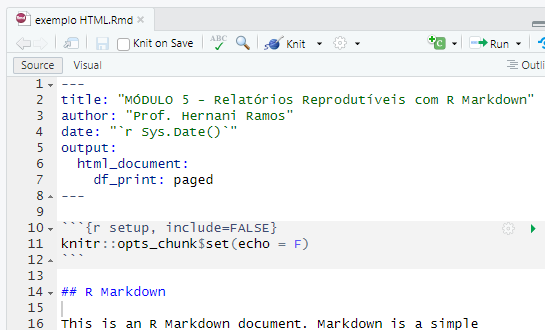 exemplo HTML.Rmd
Knit on Save ABC Knit Run
Source Visual Outli
1 ---
2 title: "MÓDULO 5 - Relatórios Reprodutíveis com R Markdown"
3 author: "Prof. Hernani Ramos"
4 date: "`r Sys.Date()`"
5 output:
6 html_document:
7 df_print: paged
8 ---
9
10 ```{r setup, include=FALSE}
11 knitr::opts_chunk$set(echo = F)
12 ```
13
14 ## R Markdown
15
16 This is an R Markdown document. Markdown is a simple